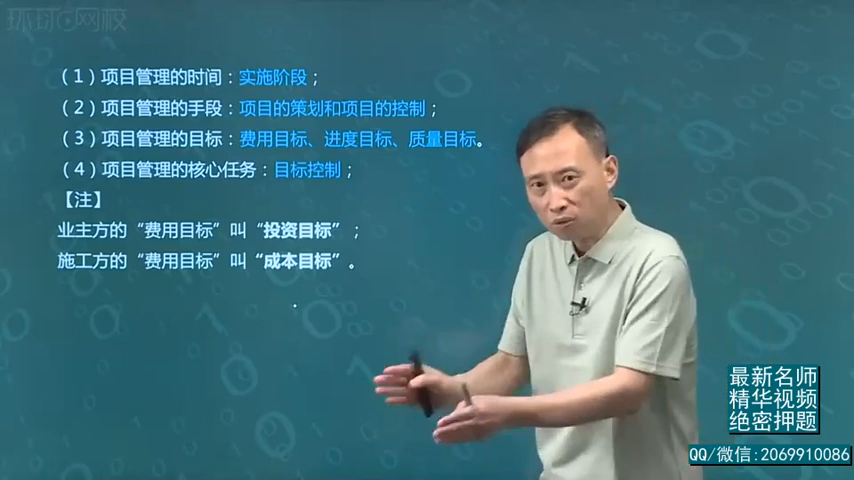 环球网校
（1）项目管理的时间：实施阶段；
（2）项目管理的手段：项目的策划和项目的控制；
（3）项目管理的目标：费用目标、进度目标、质量目标。
（4）项目管理的核心任务：目标控制；
【注】
业主方的“费用目标”叫“投资目标”；
施工方的“费用目标”叫“成本目标”。
最新名师
精华视频
绝密押题
QQ/微信:2069910086